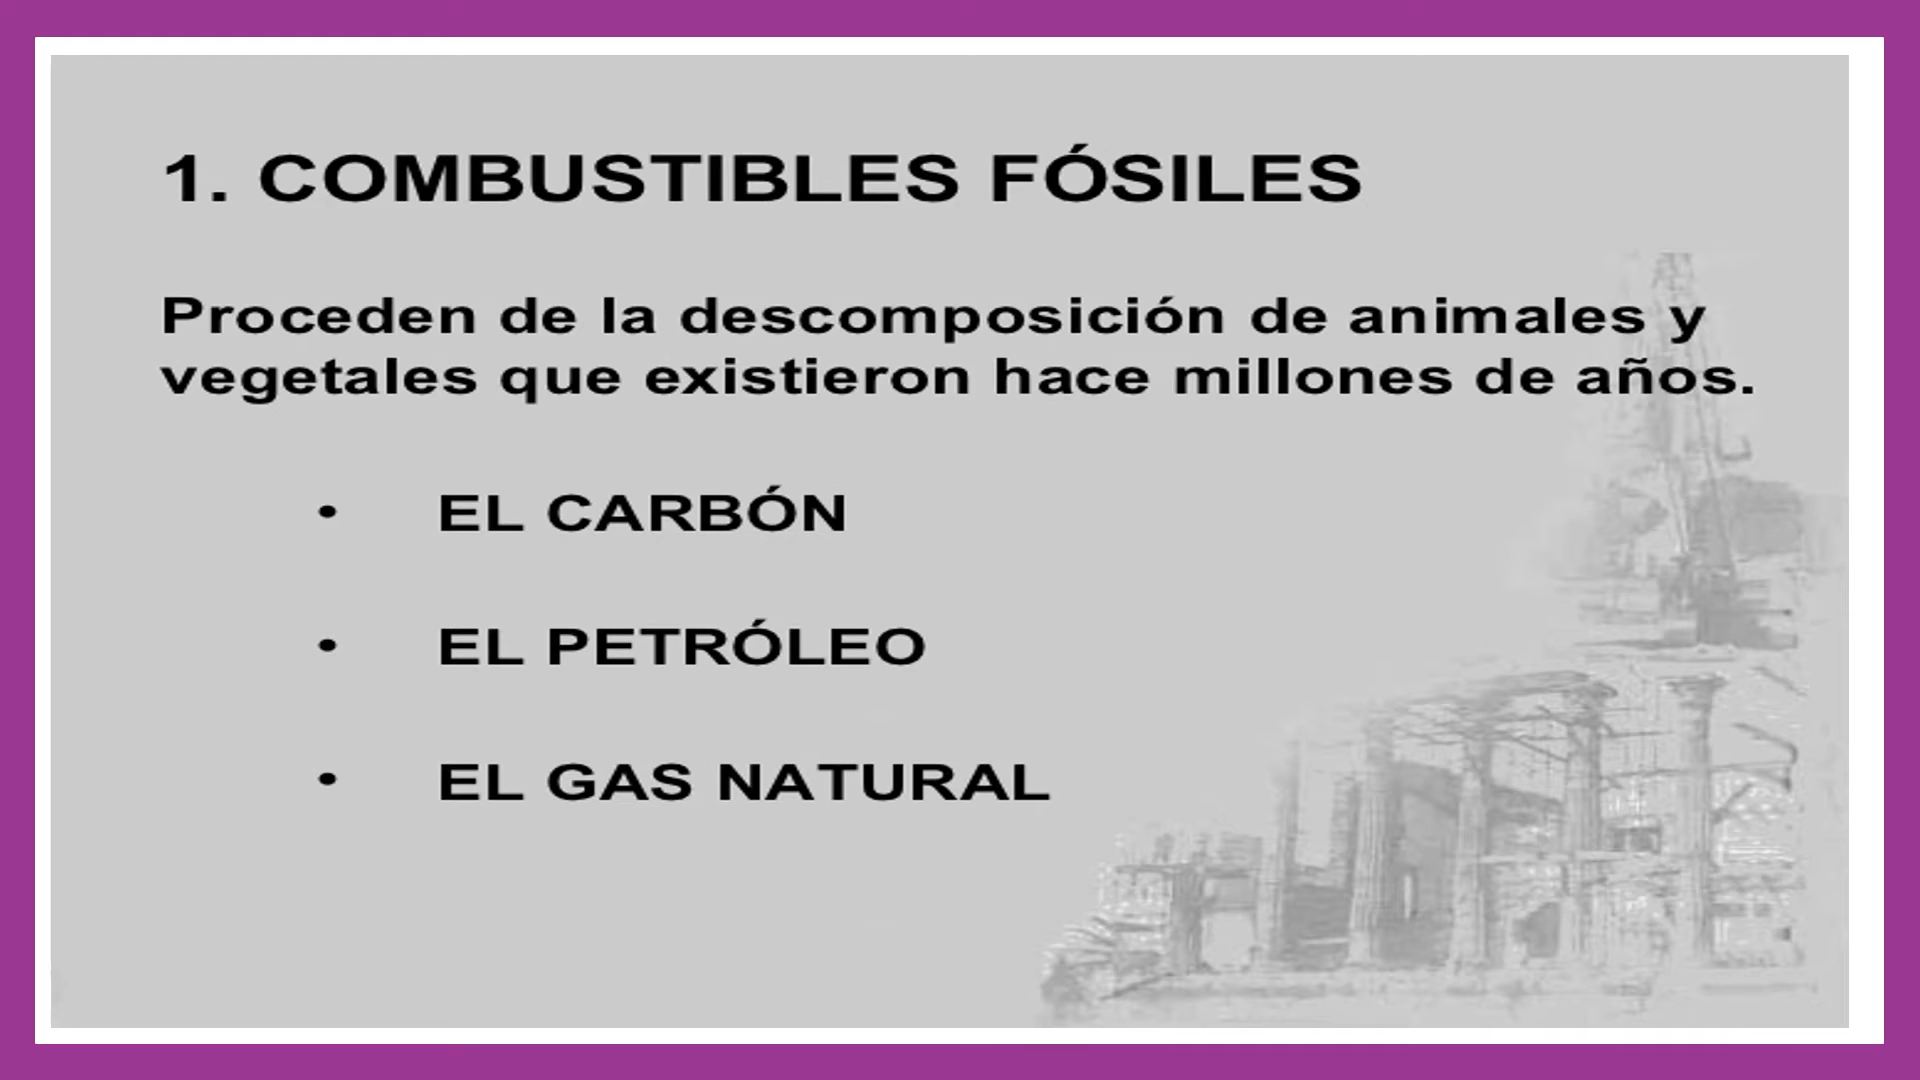 1. COMBUSTIBLES FÓSILES
Proceden de la descomposición de animales y
vegetales que existieron hace millones de años.
• EL CARBÓN
• EL PETRÓLEO
• EL GAS NATURAL